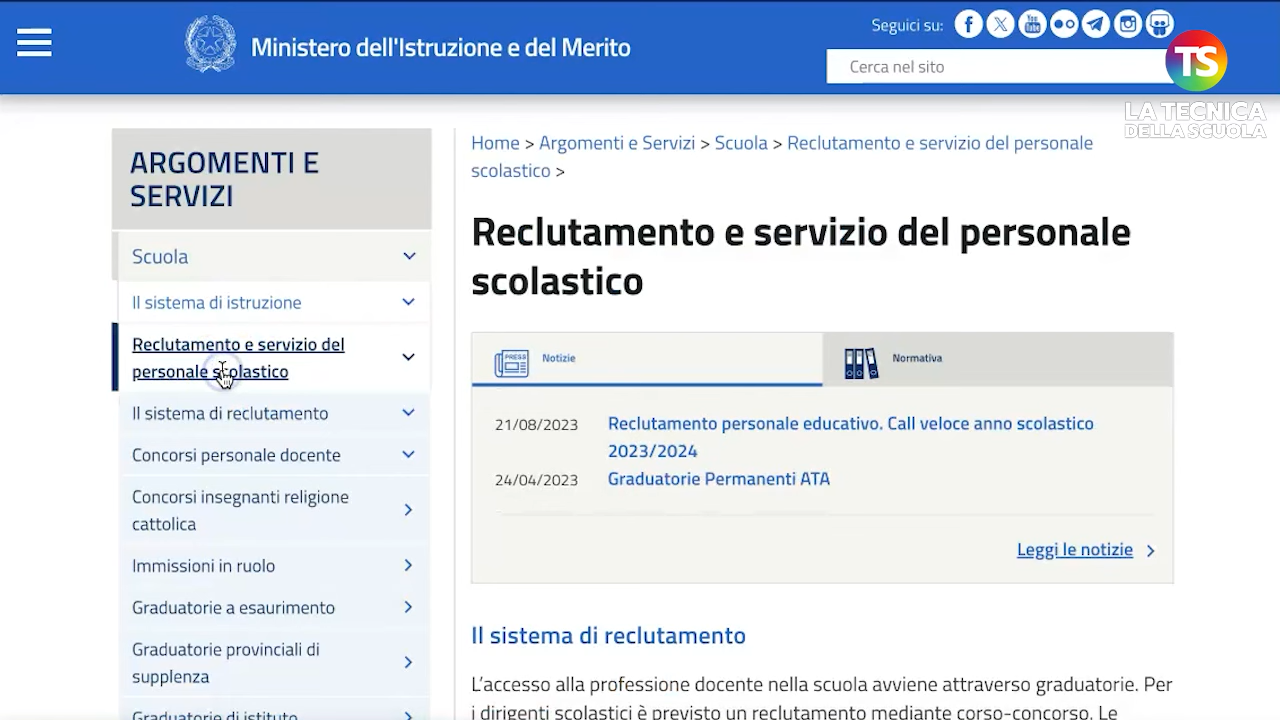 Ministero dell'Istruzione e del Merito
Seguici su:
Cerca nel sito
TS
LA TECNICA
DELLA SCUOLA
ARGOMENTI E
SERVIZI
Scuola
Il sistema di istruzione
Reclutamento e servizio del
personale scolastico
Il sistema di reclutamento
Concorsi personale docente
Concorsi insegnanti religione
cattolica
Immissioni in ruolo
Graduatorie a esaurimento
Graduatorie provinciali di
supplenza
Graduatorie di istituto
Home > Argomenti e Servizi > Scuola > Reclutamento e servizio del personale
scolastico >
Reclutamento e servizio del personale
scolastico
PRESS
Notizie
Normativa
21/08/2023 Reclutamento personale educativo. Call veloce anno scolastico
2023/2024
24/04/2023 Graduatorie Permanenti ATA
Leggi le notizie
Il sistema di reclutamento
L'accesso alla professione docente nella scuola avviene attraverso graduatorie. Per
i dirigenti scolastici è previsto un reclutamento mediante corso-concorso. Le